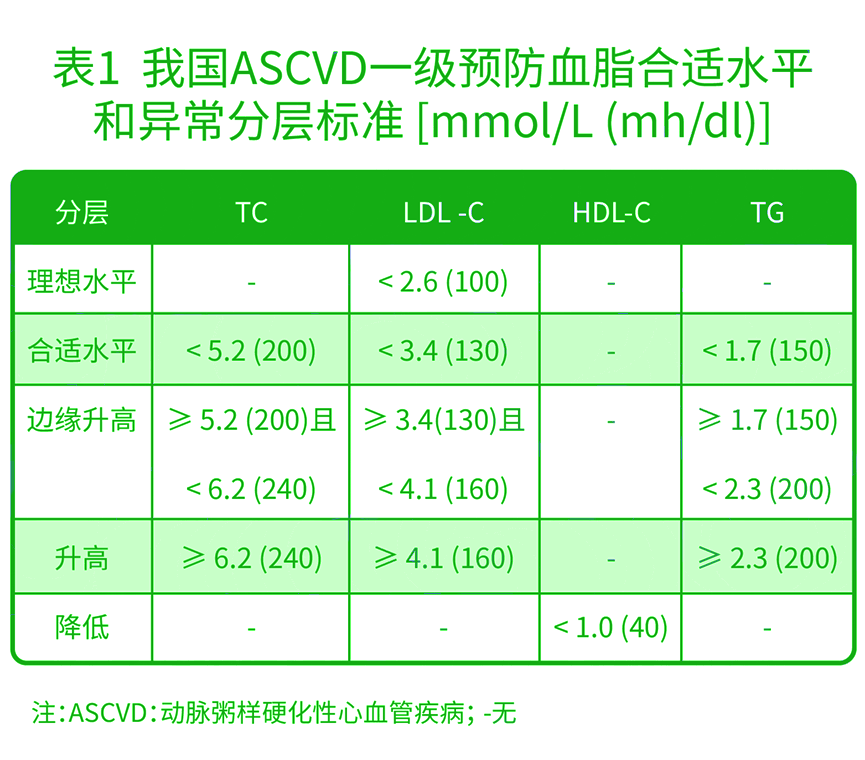 表1 我国ASCVD一级预防血脂合适水平
和异常分层标准 [mmol/L (mh/dl)]
分层 TC LDL -C HDL-C TG
理想水平 - < 2.6 (100) - -
合适水平 < 5.2 (200) < 3.4 (130) - < 1.7 (150)
边缘升高 ⩾ 5.2 (200)且 ⩾ 3.4(130)且 - ⩾ 1.7 (150)
< 6.2 (240) < 4.1 (160) < 2.3 (200)
升高 ⩾ 6.2 (240) ⩾ 4.1 (160) - ⩾ 2.3 (200)
降低 - - < 1.0 (40) -
注：ASCVD：动脉粥样硬化性心血管疾病；-无